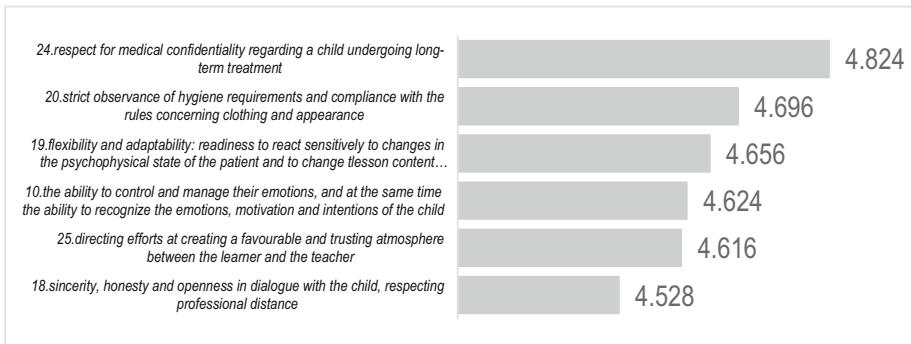 24.respect for medical confidentiality regarding a child undergoing long-
term treatment
4.824
20.strict observance of hygiene requirements and compliance with the
rules concerning clothing and appearance
4.696
19.flexibility and adaptability: readiness to react sensitively to changes in
the psychophysical state of the patient and to change tlesson content…
4.656
10.the ability to control and manage their emotions, and at the same time
the ability to recognize the emotions, motivation and intentions of the child
4.624
25.directing efforts at creating a favourable and trusting atmosphere
between the learner and the teacher
4.616
18.sincerity, honesty and openness in dialogue with the child, respecting
professional distance
4.528